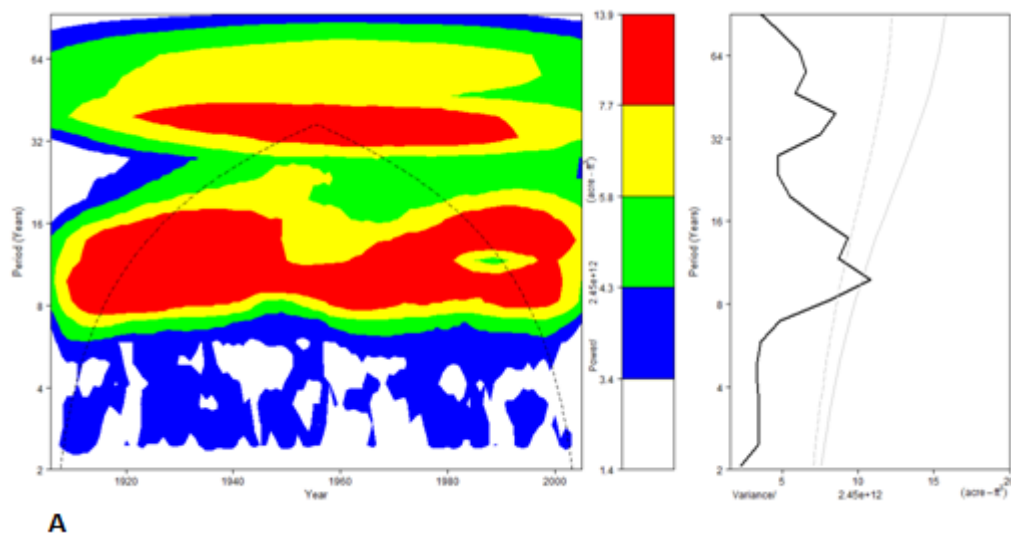 64
32
16
8
4
2
Period (Years)
1920
1940
1960
1980
2000
Year
13.9
7.7
5.8
4.3
3.4
1.4
Power/
2.45e+12
(acre-ft²)
64
32
16
8
4
2
Period (Years)
5
10
15
20
Variance/
2.45e+12
(acre-ft²)
A